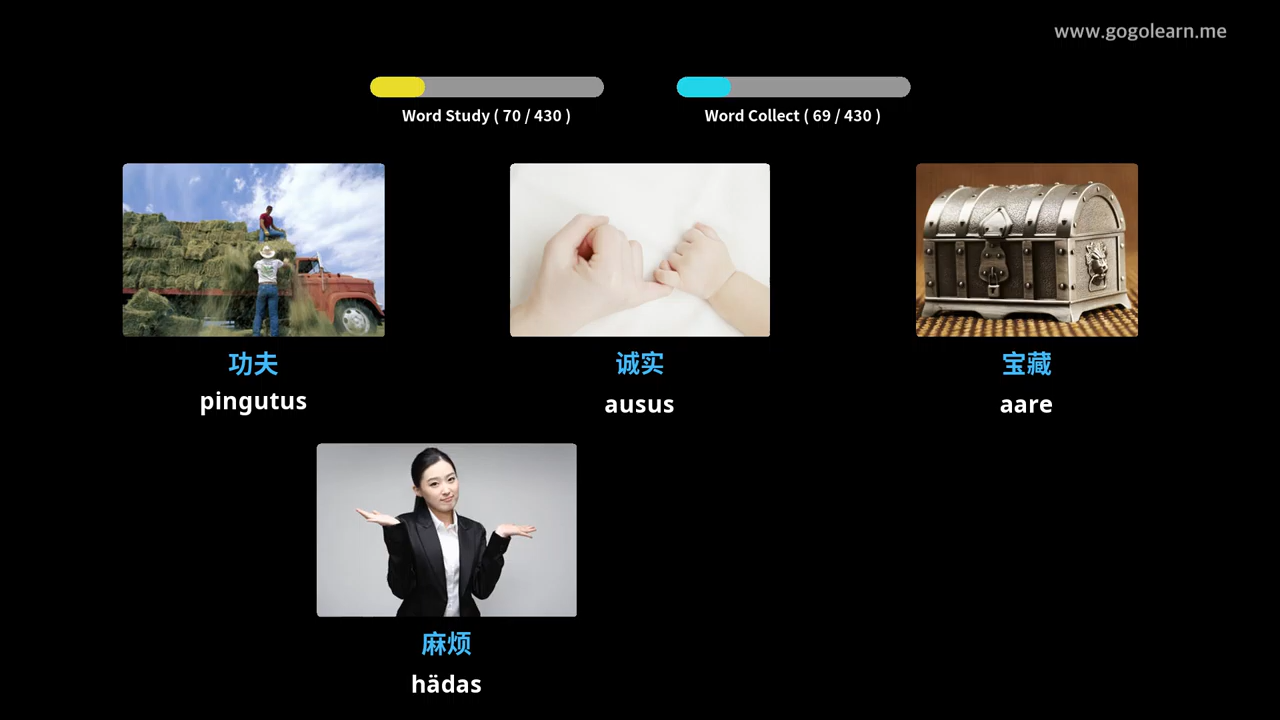 www.gogolearn.me
Word Study ( 70 / 430 )
Word Collect ( 69 / 430 )
功夫
pingutus
诚实
ausus
宝藏
aare
麻烦
hädas